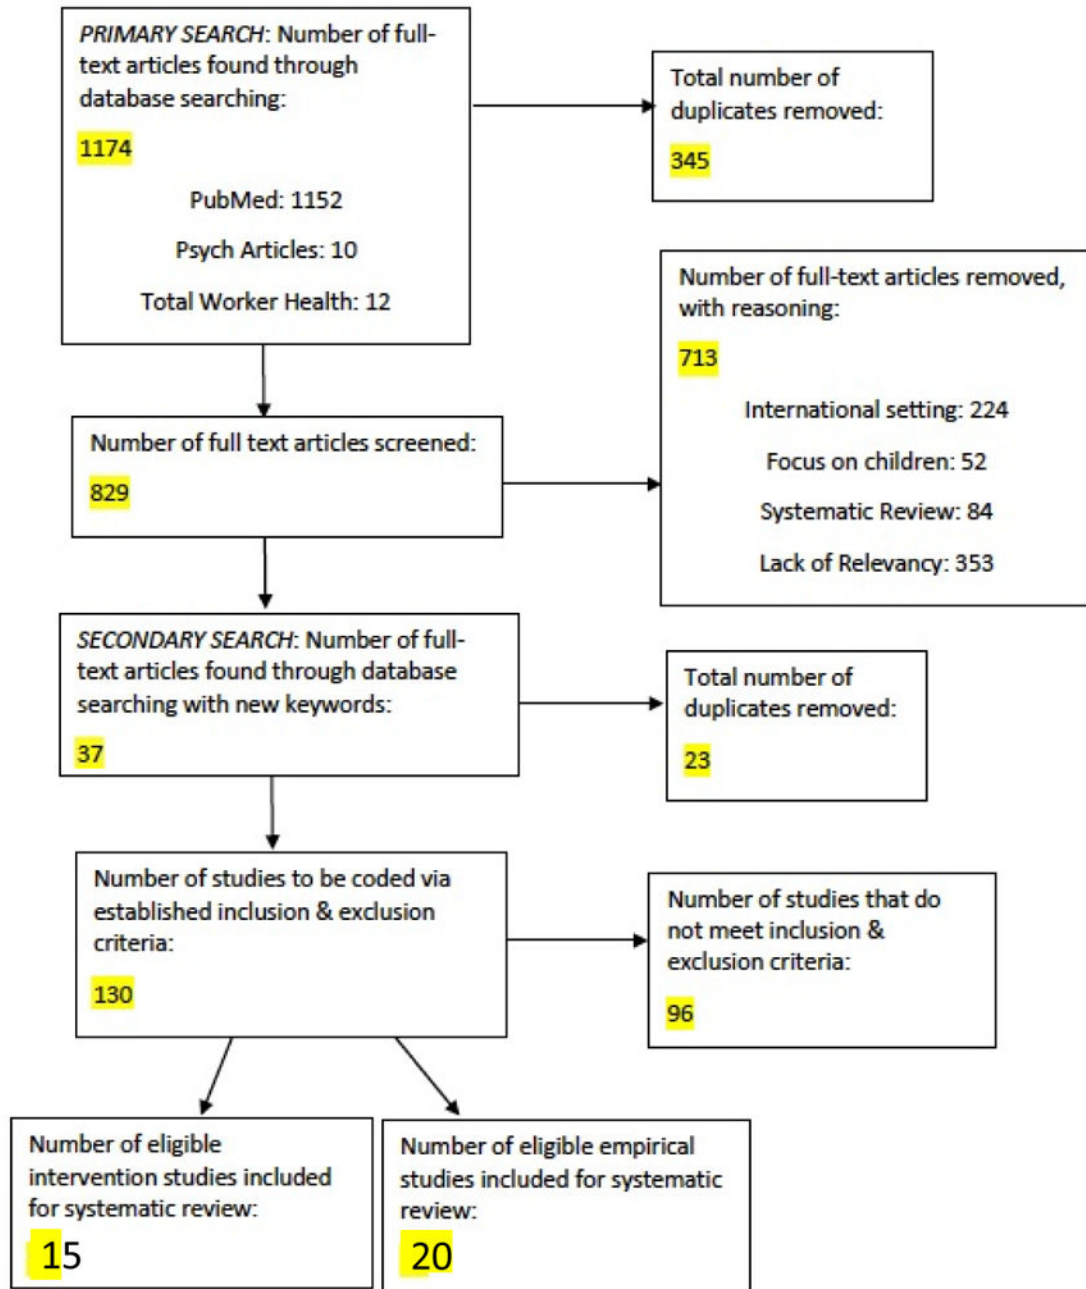 PRIMARY SEARCH: Number of full-
text articles found through
database searching:
1174
PubMed: 1152
Psych Articles: 10
Total Worker Health: 12
Total number of
duplicates removed:
345
Number of full-text articles removed,
with reasoning:
713
International setting: 224
Focus on children: 52
Systematic Review: 84
Lack of Relevancy: 353
Number of full text articles screened:
829
SECONDARY SEARCH: Number of full-
text articles found through database
searching with new keywords:
37
Total number of
duplicates removed:
23
Number of studies to be coded via
established inclusion & exclusion
criteria:
130
Number of studies that do
not meet inclusion &
exclusion criteria:
96
Number of eligible
intervention studies included
for systematic review:
15
Number of eligible empirical
studies included for systematic
review:
20